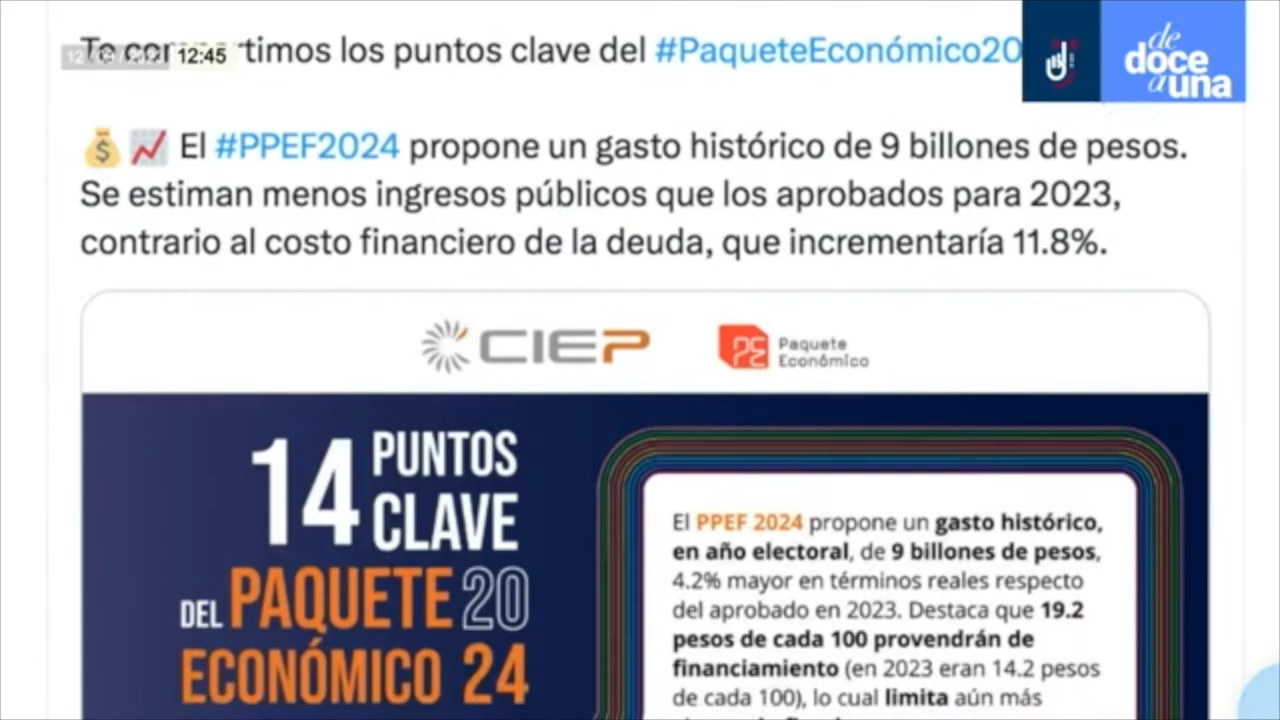 Te compartimos los puntos clave del #PaqueteEconómico20
12:45
de
doce
a una
El #PPEF2024 propone un gasto histórico de 9 billones de pesos.
Se estiman menos ingresos públicos que los aprobados para 2023,
contrario al costo financiero de la deuda, que incrementaría 11.8%.
CIEP
Paquete
Económico
14 PUNTOS
CLAVE
DEL PAQUETE 20
ECONÓMICO 24
El PPEF 2024 propone un gasto histórico,
en año electoral, de 9 billones de pesos,
4.2% mayor en términos reales respecto
del aprobado en 2023. Destaca que 19.2
pesos de cada 100 provendrán de
financiamiento (en 2023 eran 14.2 pesos
de cada 100), lo cual limita aún más